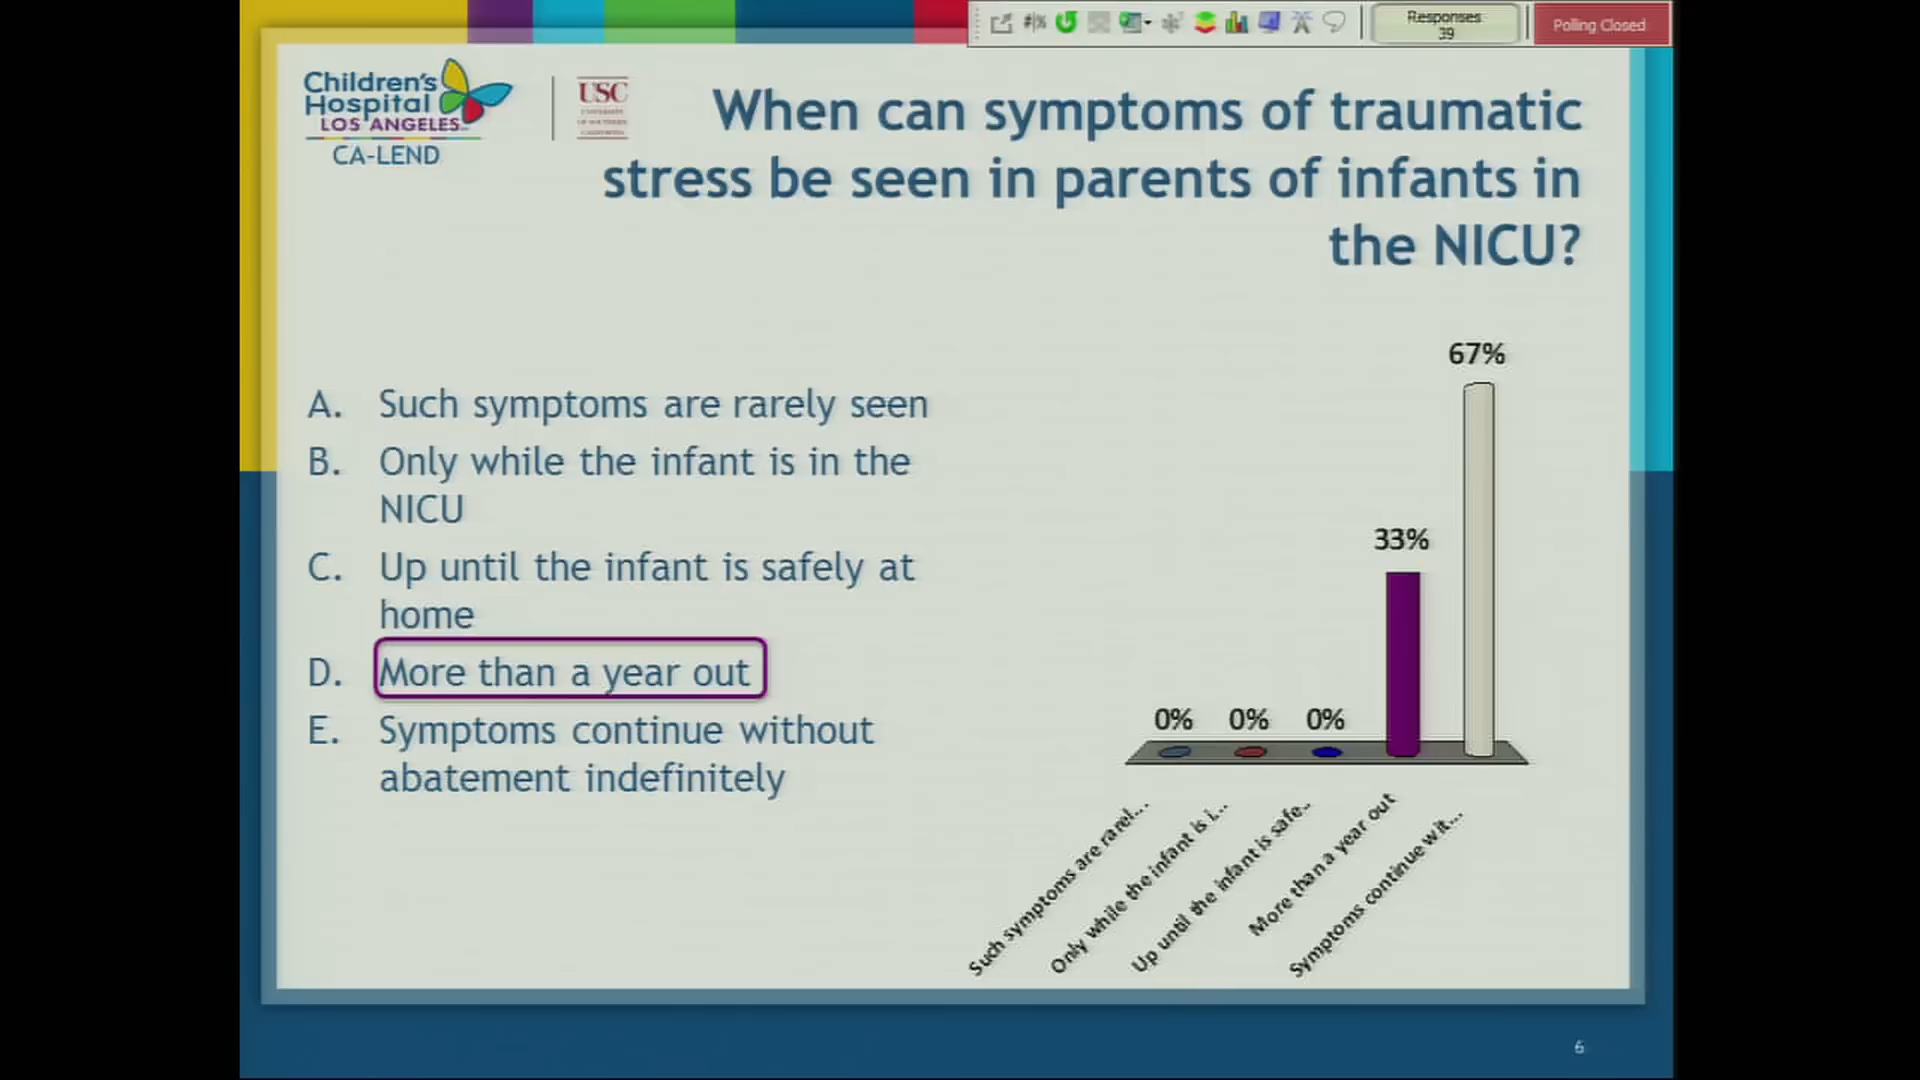 Responses
39
Polling Closed
Children's
Hospital
LOS ANGELES
CA-LEND
USC
UNIVERSITY
OF SOUTHERN
CALIFORNIA
When can symptoms of traumatic
stress be seen in parents of infants in
the NICU?
A. Such symptoms are rarely seen
B. Only while the infant is in the
NICU
C. Up until the infant is safely at
home
D. More than a year out
E. Symptoms continue without
abatement indefinitely
0%
0%
0%
33%
67%
Such symptoms are rarel...
Only while the infant is i...
Up until the infant is safe..
More than a year out
Symptoms continue wit...
6